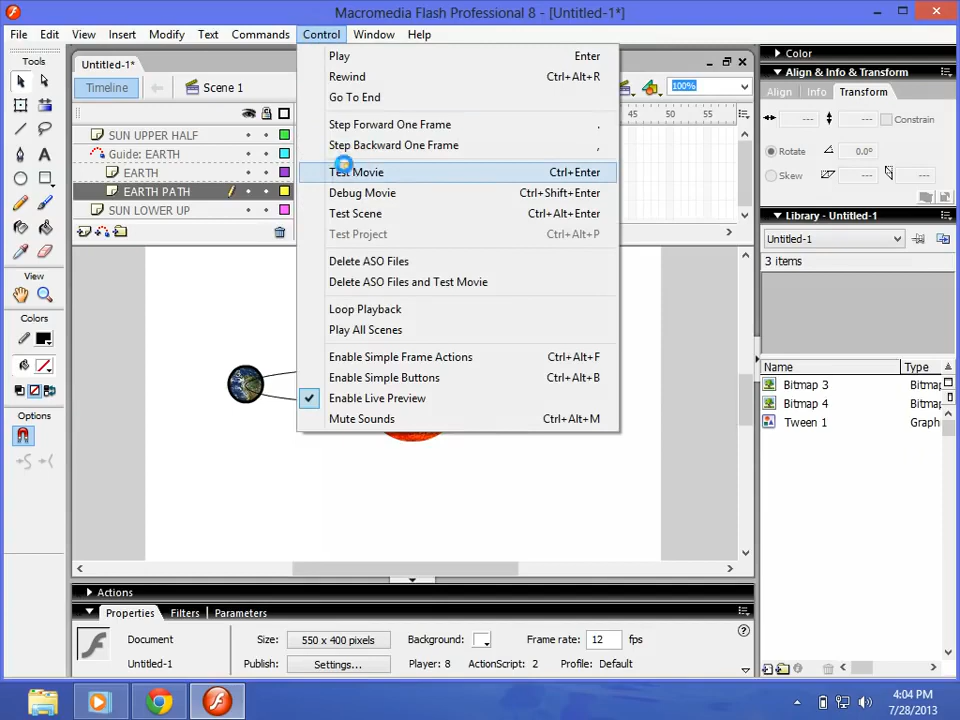 Macromedia Flash Professional 8 - [Untitled-1*]
File Edit View Insert Modify Text Commands Control Window Help
Tools
View
Colors
Options
Untitled-1*
Timeline
Scene 1
100%
SUN UPPER HALF
Guide: EARTH
EARTH
EARTH PATH
SUN LOWER UP
45 50 55
Play Enter
Rewind Ctrl+Alt+R
Go To End
Step Forward One Frame .
Step Backward One Frame ,
Test Movie Ctrl+Enter
Debug Movie Ctrl+Shift+Enter
Test Scene Ctrl+Alt+Enter
Test Project Ctrl+Alt+P
Delete ASO Files
Delete ASO Files and Test Movie
Loop Playback
Play All Scenes
Enable Simple Frame Actions Ctrl+Alt+F
Enable Simple Buttons Ctrl+Alt+B
Enable Live Preview
Mute Sounds Ctrl+Alt+M
Color
Align & Info & Transform
Align Info Transform
--- --- Constrain
Rotate 0.0°
Skew --- ---
Library - Untitled-1
Untitled-1
3 items
Name Type
Bitmap 3 Bitmap
Bitmap 4 Bitmap
Tween 1 Graph
Actions
Properties Filters Parameters
Document
Untitled-1
Size: 550 x 400 pixels Background: Frame rate: 12 fps
Publish: Settings... Player: 8 ActionScript: 2 Profile: Default
4:04 PM
7/28/2013